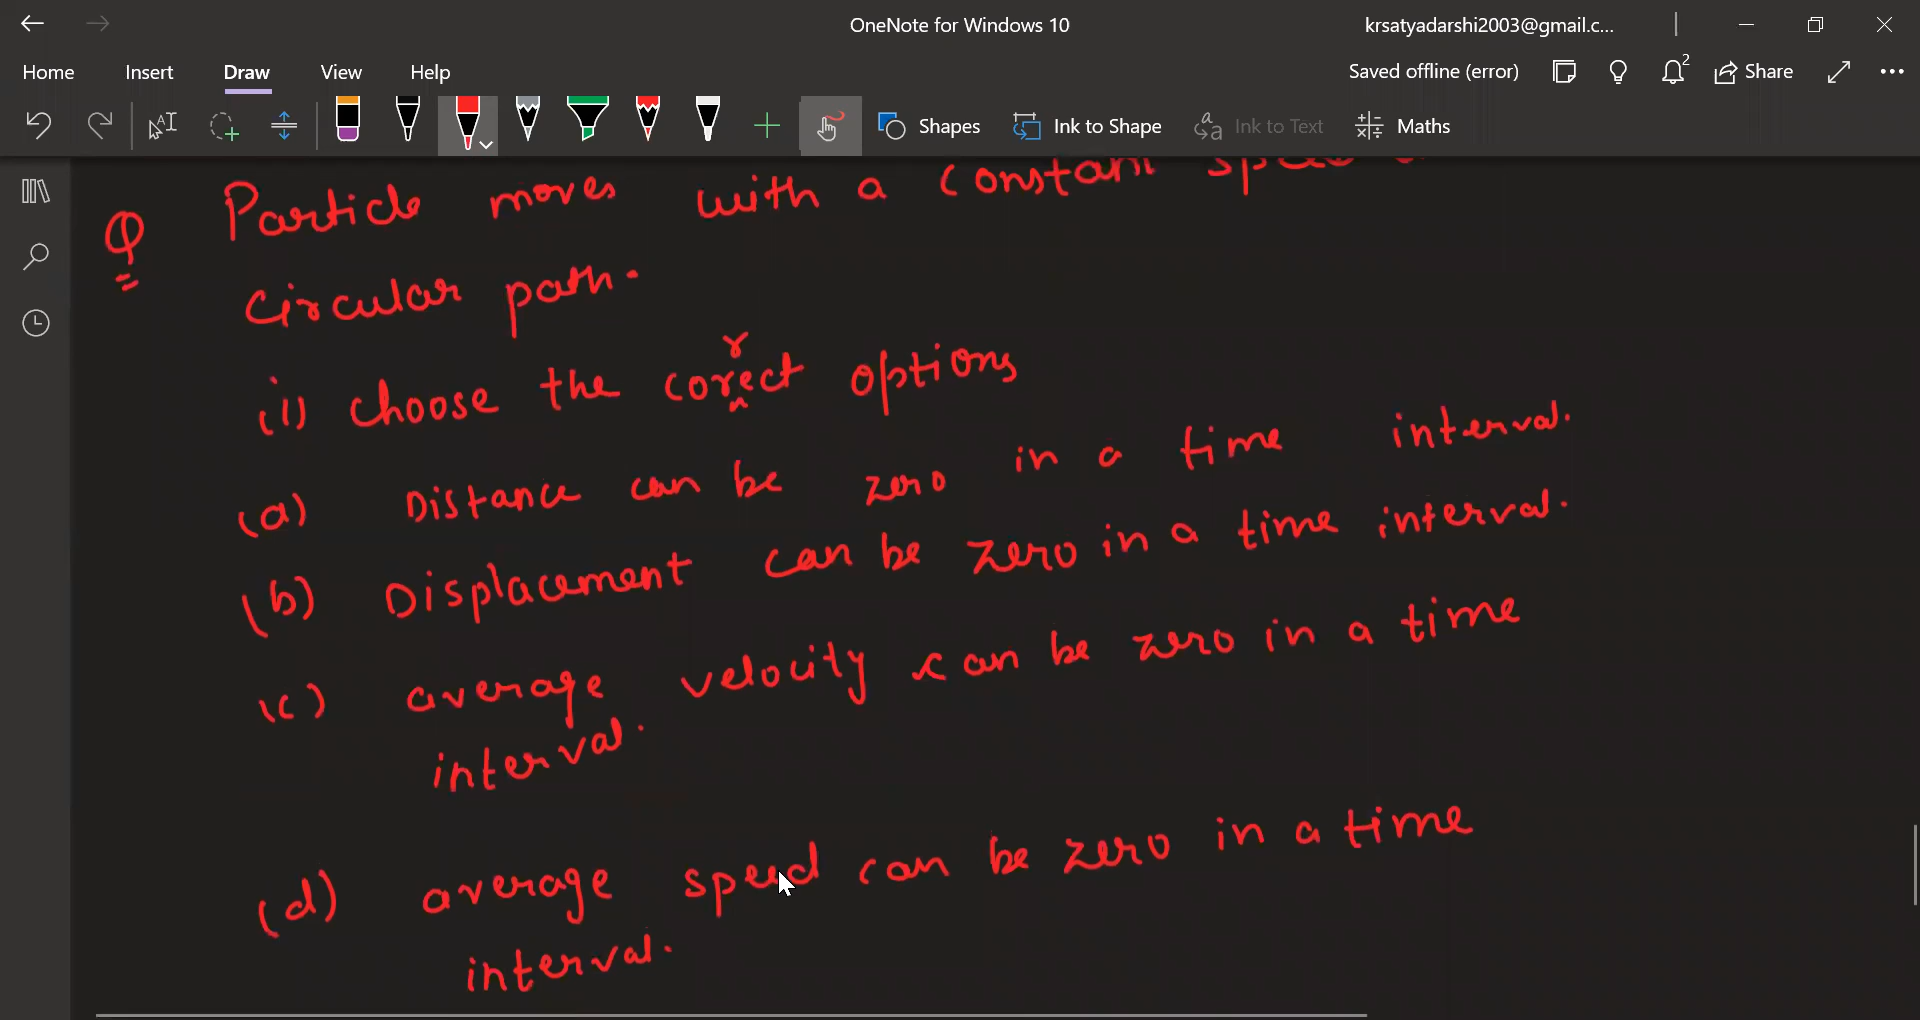 OneNote for Windows 10
krsatyadarshi2003@gmail.c...
Home Insert Draw View Help
Saved offline (error) 2 Share
Shapes Ink to Shape Ink to Text Maths
Q Particle moves with a constant speed
Circular path.
(i) choose the correct options
(a) Distance can be zero in a time interval.
(b) Displacement can be zero in a time interval.
(c) average velocity can be zero in a time
interval.
(d) average speed can be zero in a time
interval.